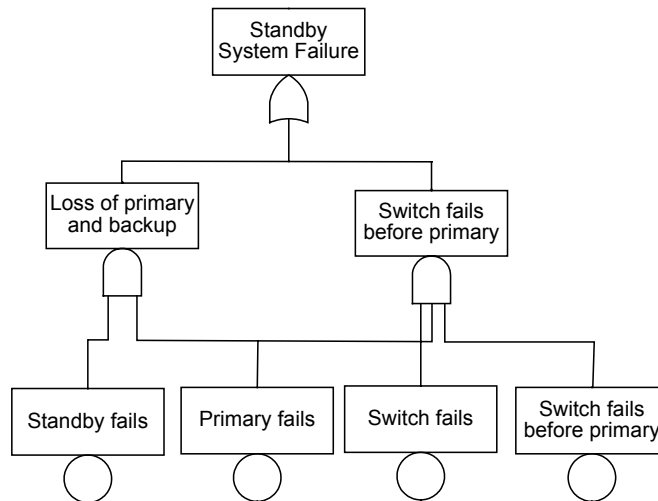 Standby
System Failure
Loss of primary
and backup
Switch fails
before primary
Standby fails
Primary fails
Switch fails
Switch fails
before primary